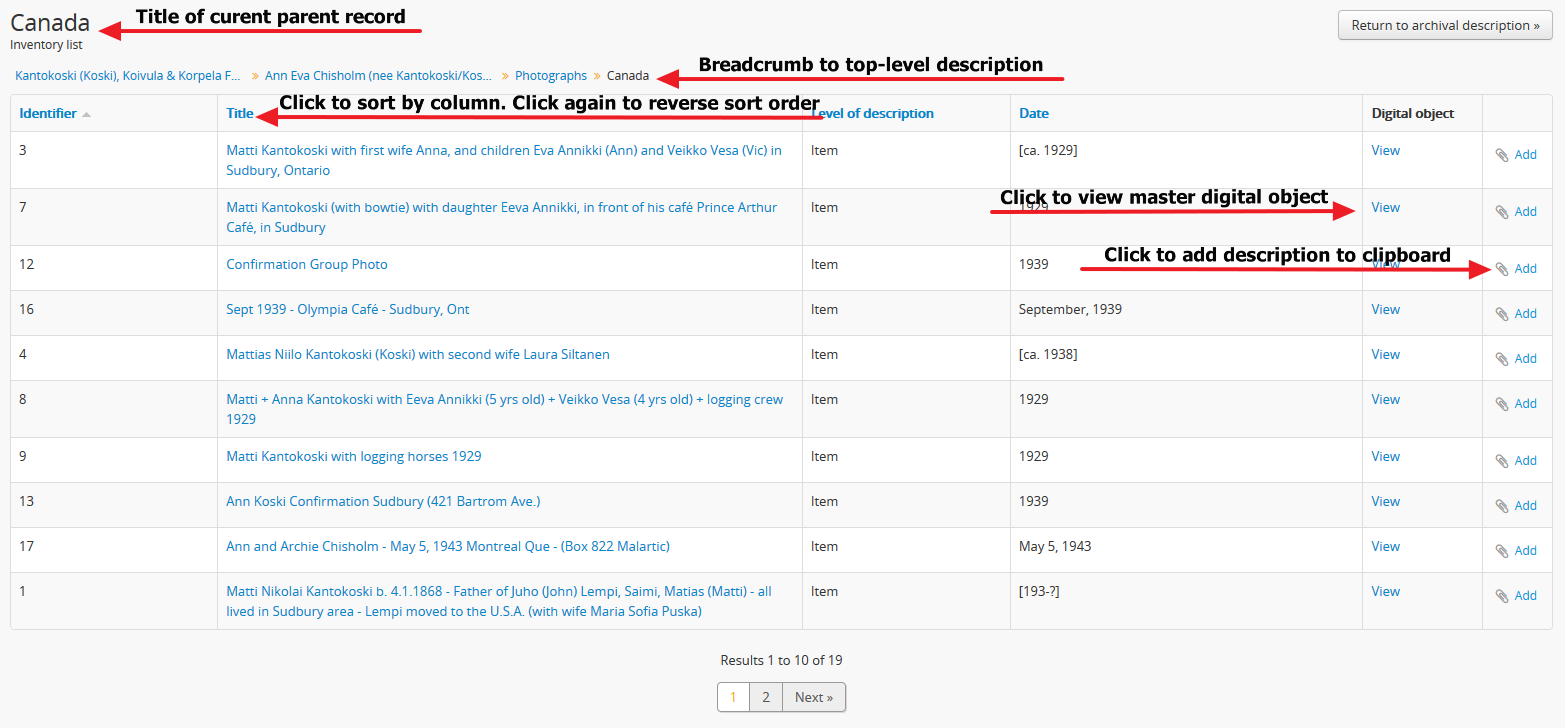 Canada
Title of curent parent record
Return to archival description »
Inventory list
Kantokoski (Koski), Koivula & Korpela F... » Ann Eva Chisholm (nee Kantokoski/Kos... » Photographs » Canada
Breadcrumb to top-level description
Click to sort by column. Click again to reverse sort order
Identifier Title Level of description Date Digital object
3 Matti Kantokoski with first wife Anna, and children Eva Annikki (Ann) and Veikko Vesa (Vic) in Item [ca. 1929] View Add
Sudbury, Ontario
Click to view master digital object
7 Matti Kantokoski (with bowtie) with daughter Eeva Annikki, in front of his café Prince Arthur Item 1929 View Add
Café, in Sudbury
Click to add description to clipboard
12 Confirmation Group Photo Item 1939 View Add
16 Sept 1939 - Olympia Café - Sudbury, Ont Item September, 1939 View Add
4 Mattias Niilo Kantokoski (Koski) with second wife Laura Siltanen Item [ca. 1938] View Add
8 Matti + Anna Kantokoski with Eeva Annikki (5 yrs old) + Veikko Vesa (4 yrs old) + logging crew Item 1929 View Add
1929
9 Matti Kantokoski with logging horses 1929 Item 1929 View Add
13 Ann Koski Confirmation Sudbury (421 Bartrom Ave.) Item 1939 View Add
17 Ann and Archie Chisholm - May 5, 1943 Montreal Que - (Box 822 Malartic) Item May 5, 1943 View Add
1 Matti Nikolai Kantokoski b. 4.1.1868 - Father of Juho (John) Lempi, Saimi, Matias (Matti) - all Item [193-?] View Add
lived in Sudbury area - Lempi moved to the U.S.A. (with wife Maria Sofia Puska)
Results 1 to 10 of 19
1 2 Next »